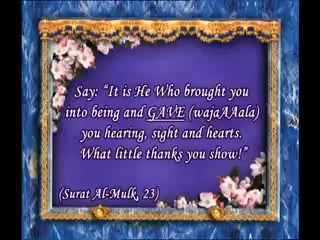 Say: "It is He Who brought you
into being and GAVE (wajaAAala)
you hearing, sight and hearts.
What little thanks you show!"
(Surat Al-Mulk, 23)